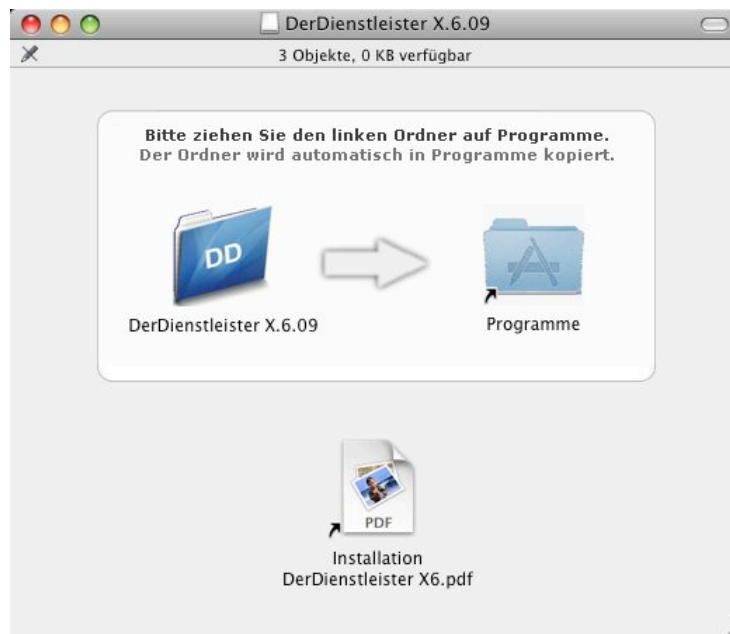 DerDienstleister X.6.09
3 Objekte, 0 KB verfügbar
Bitte ziehen Sie den linken Ordner auf Programme.
Der Ordner wird automatisch in Programme kopiert.
DD
DerDienstleister X.6.09
Programme
PDF
Installation
DerDienstleister X6.pdf